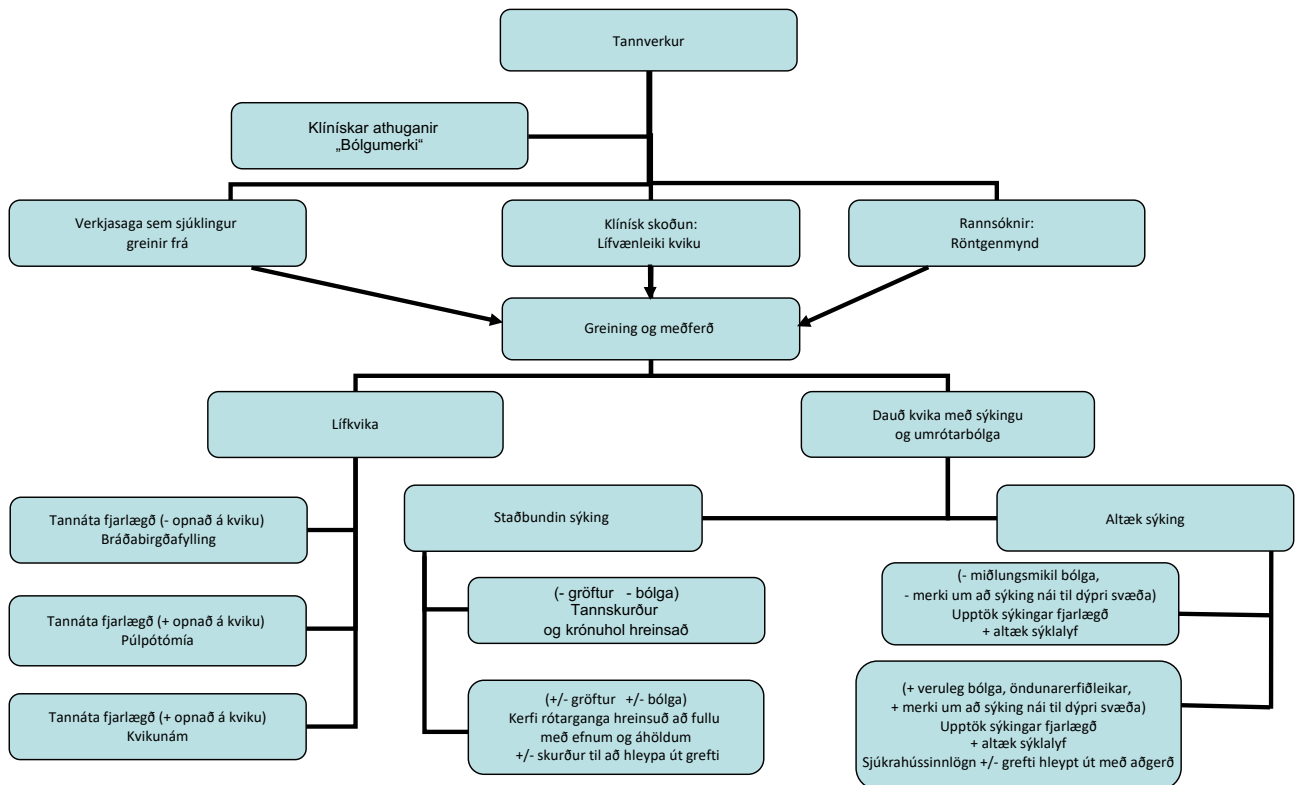 Tannverkur
Klínískar athuganir
„Bólgumerki“
Verkjasaga sem sjúklingur
greinir frá
Klínísk skoðun:
Lífvænleiki kviku
Rannsóknir:
Röntgenmynd
Greining og meðferð
Lífkvika
Dauð kvika með sýkingu
og umrótarbólga
Tannáta fjarlægð (- opnað á kviku)
Bráðabirgðafylling
Tannáta fjarlægð (+ opnað á kviku)
Púlpótómía
Tannáta fjarlægð (+ opnað á kviku)
Kvikunám
Staðbundin sýking
(- gröftur - bólga)
Tannskurður
og krónuhol hreinsað
(+/- gröftur +/- bólga)
Kerfi rótarganga hreinsuð að fullu
með efnum og áhöldum
+/- skurður til að hleypa út grefti
Altæk sýking
(- miðlungsmikil bólga,
- merki um að sýking nái til dýpri svæða)
Upptök sýkingar fjarlægð
+ altæk sýklalyf
(+ veruleg bólga, öndunarerfiðleikar,
+ merki um að sýking nái til dýpri svæða)
Upptök sýkingar fjarlægð
+ altæk sýklalyf
Sjúkrahússinnlögn +/- grefti hleypt út með aðgerð